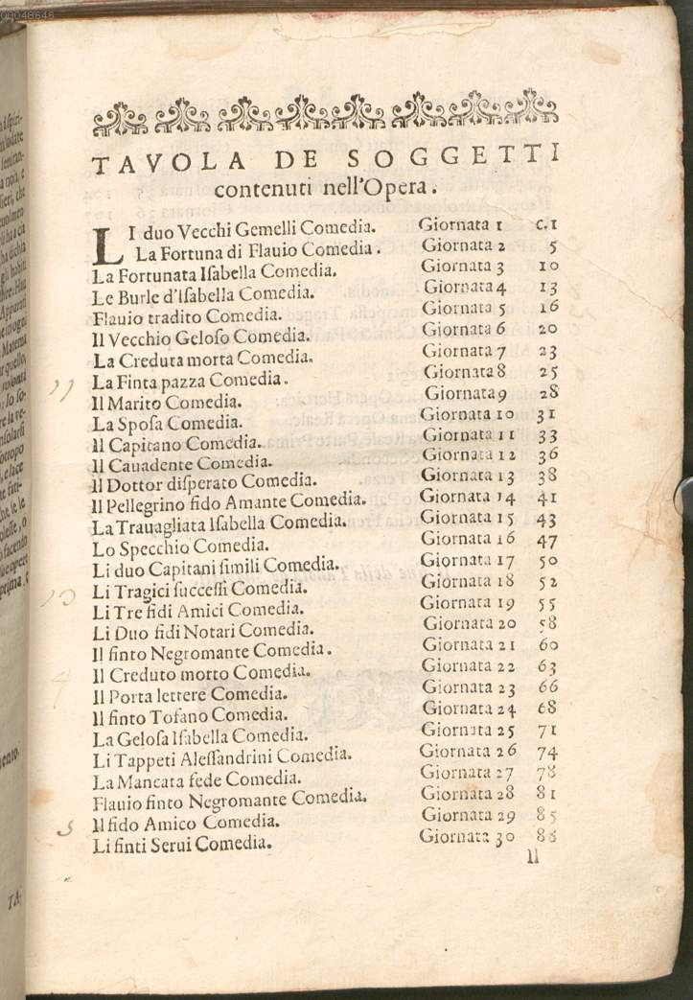 00048646
TAVOLA DE SOGGETTI
contenuti nell'Opera.
LI duo Vecchi Gemelli Comedia. Giornata 1 c.1
La Fortuna di Flauio Comedia. Giornata 2 5
La Fortunata Iſabella Comedia. Giornata 3 10
Le Burle d'Iſabella Comedia. Giornata 4 13
Flauio tradito Comedia. Giornata 5 16
Il Vecchio Geloſo Comedia. Giornata 6 20
La Creduta morta Comedia. Giornata 7 23
La Finta pazza Comedia. Giornata 8 25
11
Il Marito Comedia. Giornata 9 28
La Spoſa Comedia. Giornata 10 31
Il Capitano Comedia. Giornata 11 33
Il Cauadente Comedia. Giornata 12 36
Il Dottor diſperato Comedia. Giornata 13 38
Il Pellegrino fido Amante Comedia. Giornata 14 41
La Trauagliata Iſabella Comedia. Giornata 15 43
Lo Specchio Comedia. Giornata 16 47
Li duo Capitani ſimili Comedia. Giornata 17 50
Li Tragici ſucceſſi Comedia. Giornata 18 52
Li Tre fidi Amici Comedia. Giornata 19 55
Li Duo fidi Notari Comedia. Giornata 20 58
Il finto Negromante Comedia. Giornata 21 60
Il Creduto morto Comedia. Giornata 22 63
4
Il Porta lettere Comedia. Giornata 23 66
Il finto Tofano Comedia. Giornata 24 68
La Geloſa Iſabella Comedia. Giornata 25 71
Li Tappeti Aleſſandrini Comedia. Giornata 26 74
La Mancata fede Comedia. Giornata 27 78
Flauio finto Negromante Comedia. Giornata 28 81
Il fido Amico Comedia. Giornata 29 85
Li finti Serui Comedia. Giornata 30 88
Il
TA-